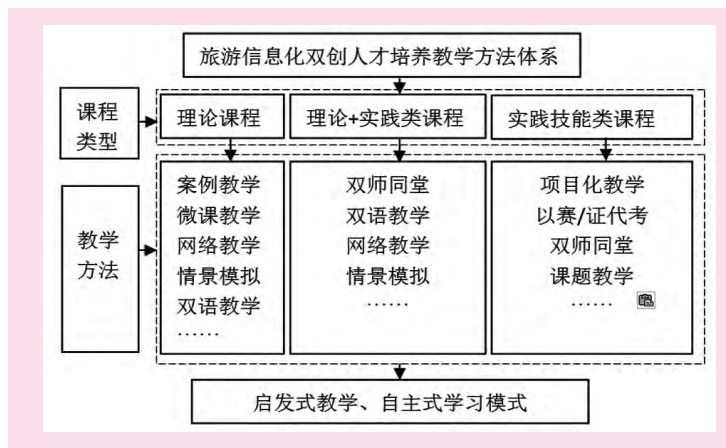 旅游信息化双创人才培养教学方法体系
课程
类型
理论课程
理论+实践类课程
实践技能类课程
教学
方法
案例教学
微课教学
网络教学
情景模拟
双语教学
……
双师同堂
双语教学
网络教学
情景模拟
……
项目化教学
以赛/证代考
双师同堂
课题教学
……
启发式教学、自主式学习模式